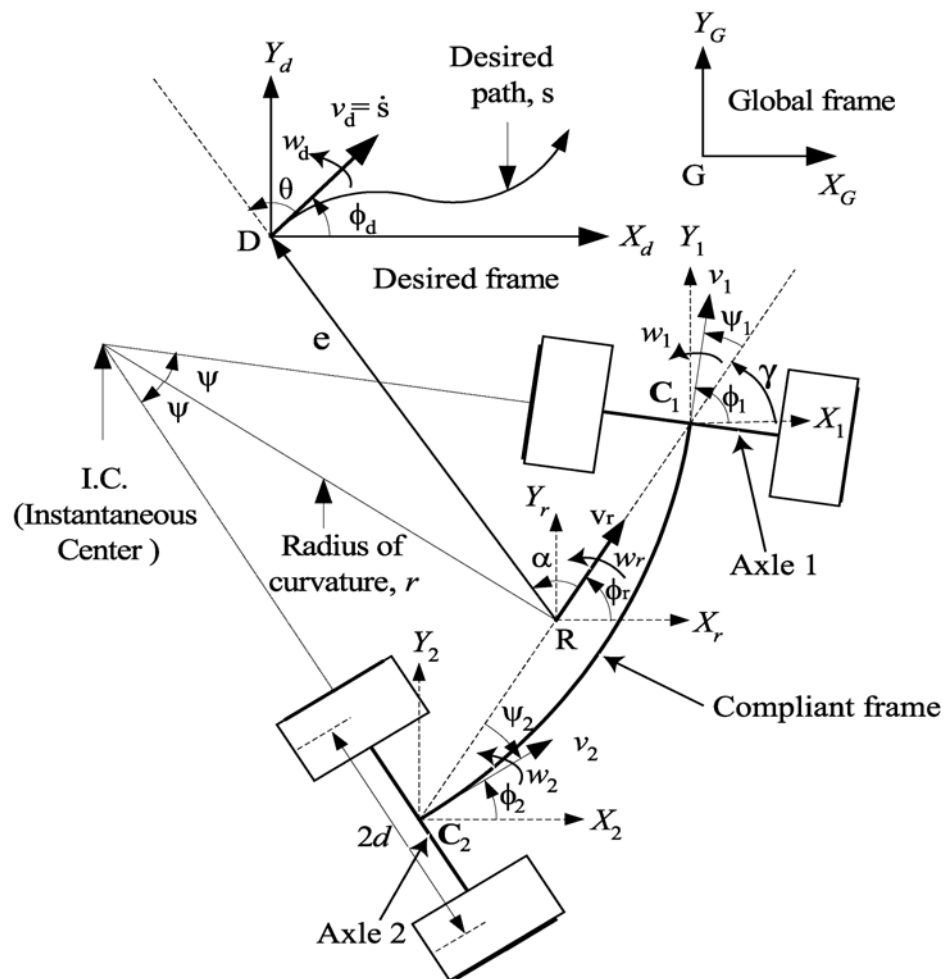 Y_G
Global frame
G
X_G
Y_d
Desired
path, s
v_d = ṡ
w_d
θ
ϕ_d
D
X_d
Desired frame
e
Y_1
v_1
ψ_1
w_1
γ
C_1
ϕ_1
X_1
Axle 1
ψ
ψ
I.C.
(Instantaneous
Center )
Radius of
curvature, r
Y_r
v_r
α
w_r
ϕ_r
R
X_r
Compliant frame
Y_2
ψ_2
v_2
w_2
ϕ_2
X_2
C_2
2d
Axle 2